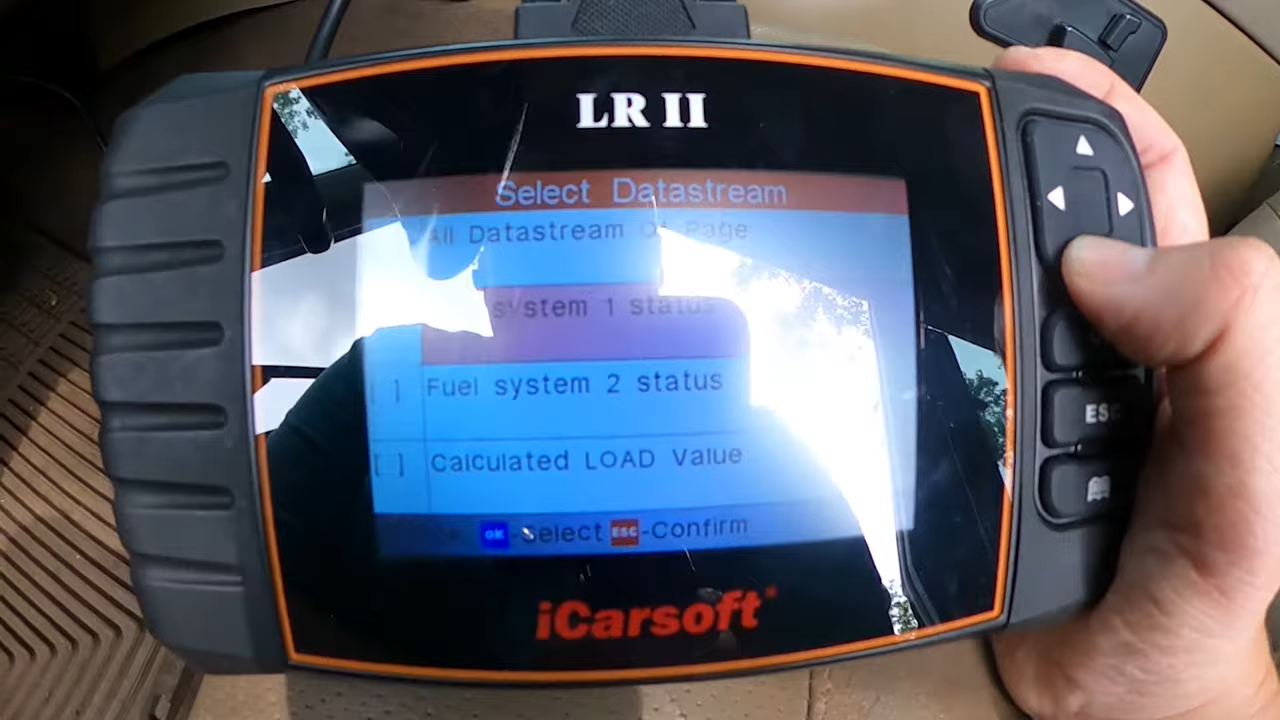 LR II
Select Datastream
All Datastream Of Page
system 1 status
[ ] Fuel system 2 status
[ ] Calculated LOAD Value
OK -Select ESC -Confirm
ESC
iCarsoft